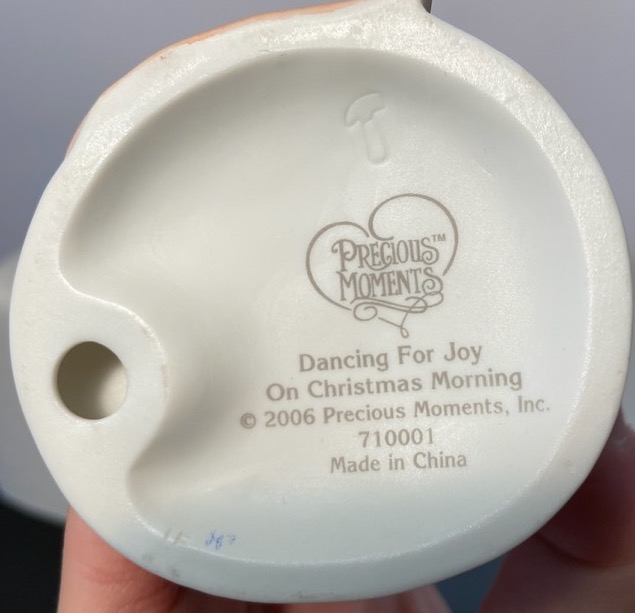 PRECIOUS™
MOMENTS
Dancing For Joy
On Christmas Morning
© 2006 Precious Moments, Inc.
710001
Made in China